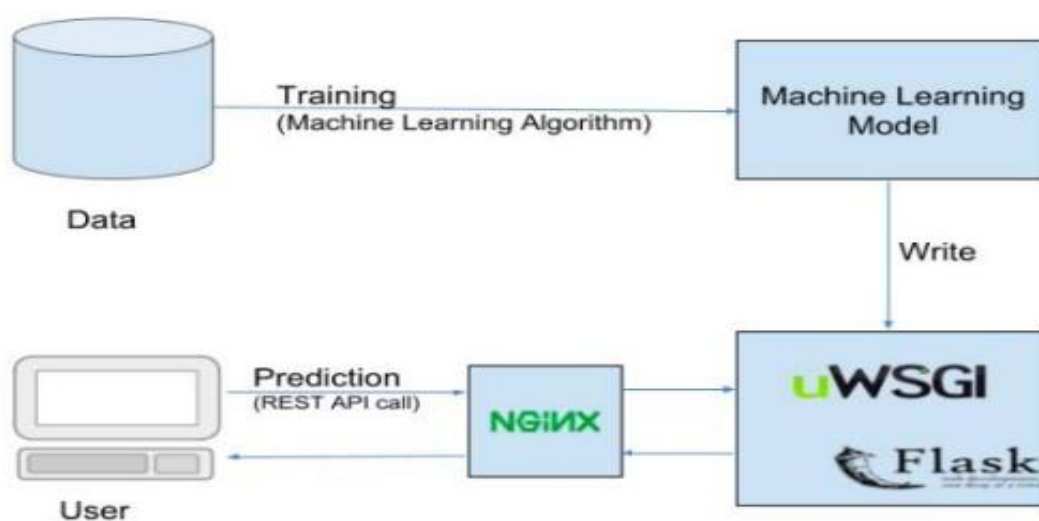 Training
(Machine Learning Algorithm)
Machine Learning
Model
Data
Write
Prediction
(REST API call)
NGiNX
uWSGI
Flask
User